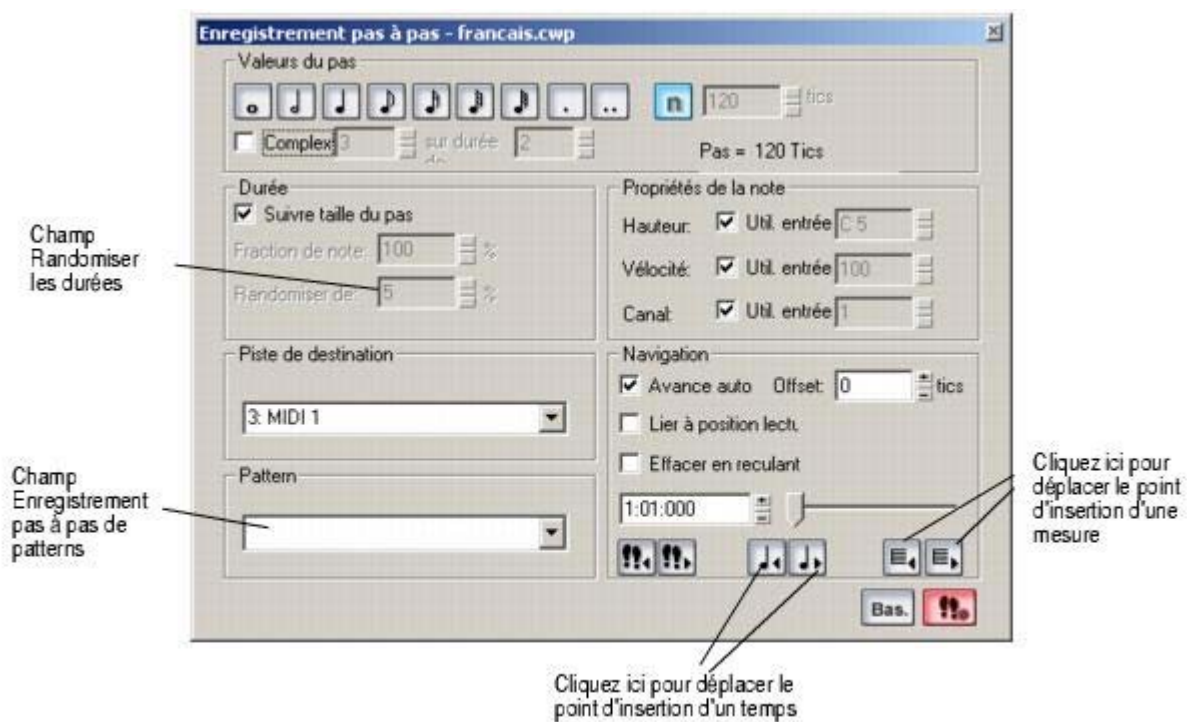 Enregistrement pas à pas - francais.cwp
Valeurs du pas
n 120 tics
Complex 3 sur durée de 2
Pas = 120 Tics
Durée
Suivre taille du pas
Fraction de note: 100 %
Randomiser de: 5 %
Propriétés de la note
Hauteur: Util. entrée C 5
Vélocité: Util. entrée 100
Canal: Util. entrée 1
Champ
Randomiser
les durées
Piste de destination
3: MIDI 1
Navigation
Avance auto Offset: 0 tics
Lier à position lectu
Effacer en reculant
1:01:000
Pattern
Champ
Enregistrement
pas à pas de
patterns
Cliquez ici pour
déplacer le point
d'insertion d'une
mesure
Bas.
Cliquez ici pour déplacer le
point d'insertion d'un temps